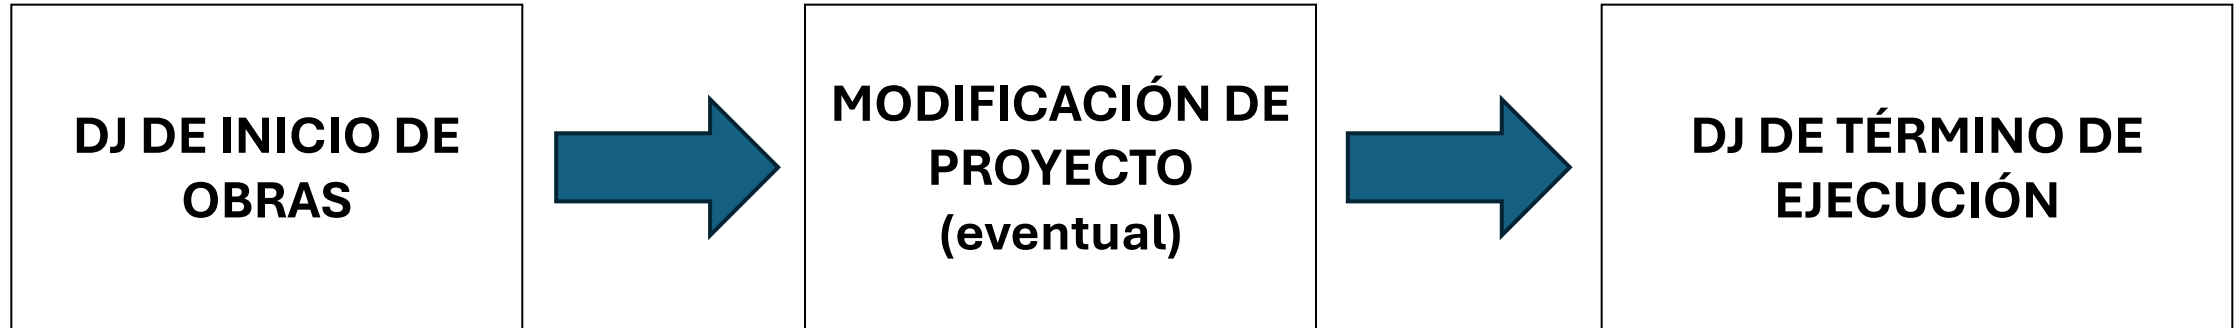 DJ DE INICIO DE
OBRAS
MODIFICACIÓN DE
PROYECTO
(eventual)
DJ DE TÉRMINO DE
EJECUCIÓN